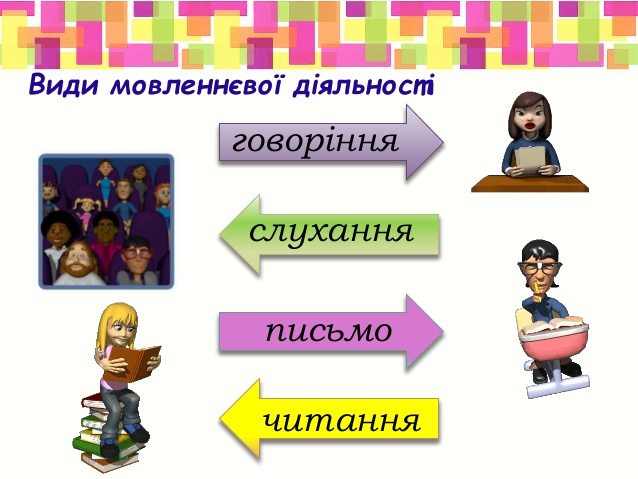 Види мовленнєвої діяльності
говоріння
слухання
письмо
читання